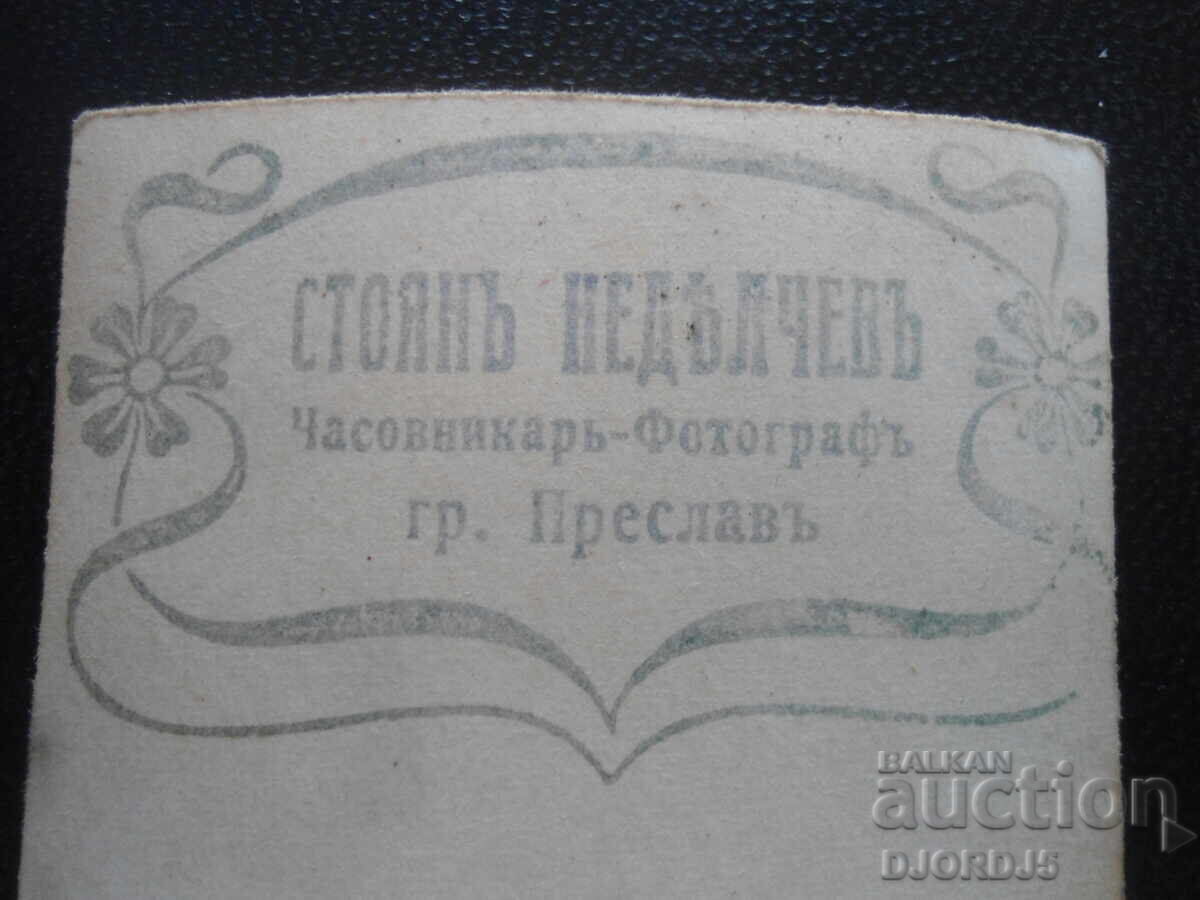 СТОЯНЪ НЕДѢЛЧЕВЪ
Часовникарь-Фотографъ
гр. Преславъ
BALKAN
auction
DJORDJ5